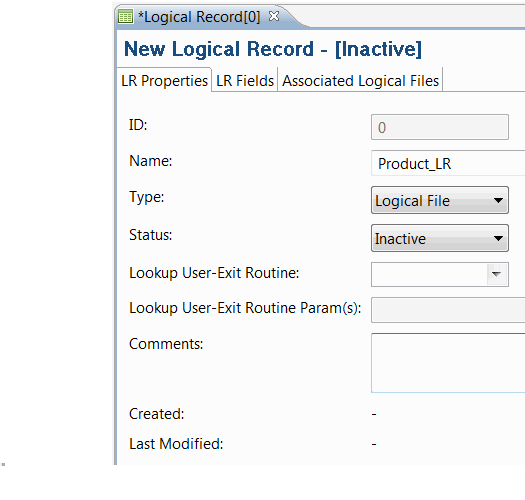 *Logical Record[0]
New Logical Record - [Inactive]
LR Properties LR Fields Associated Logical Files
ID: 0
Name: Product_LR
Type: Logical File
Status: Inactive
Lookup User-Exit Routine:
Lookup User-Exit Routine Param(s):
Comments:
Created: -
Last Modified: -